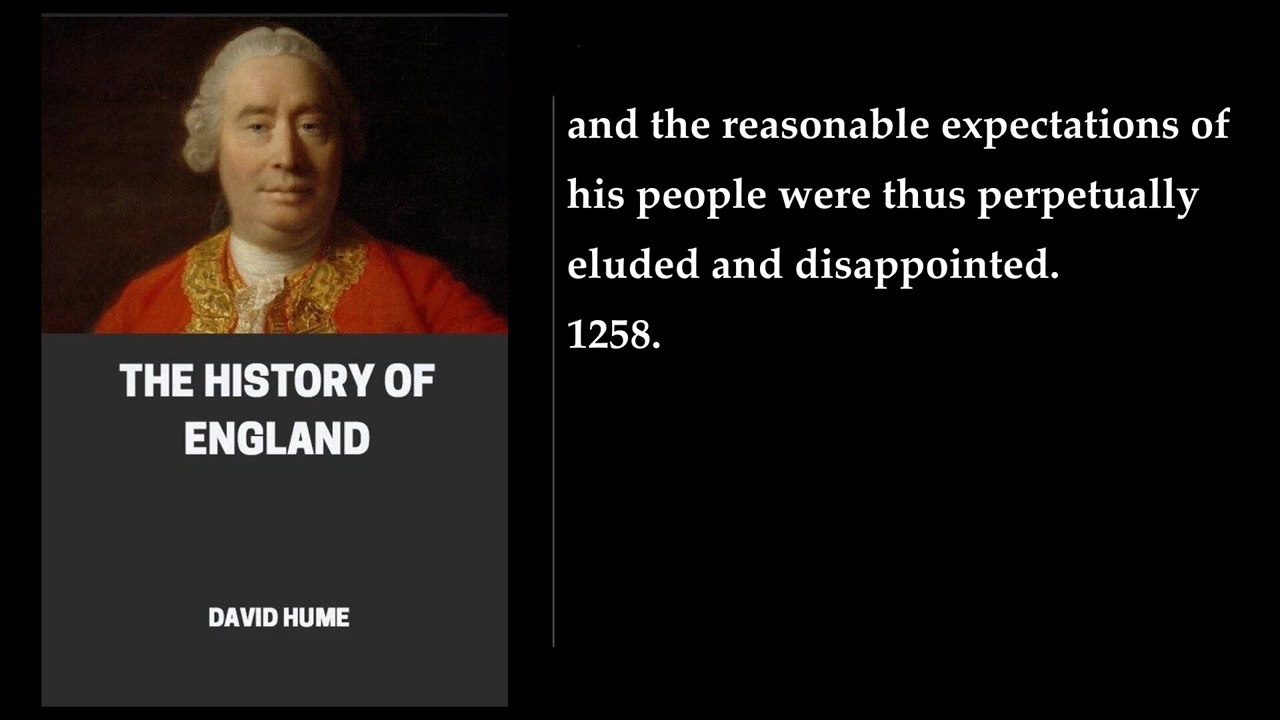 THE HISTORY OF
ENGLAND
DAVID HUME
and the reasonable expectations of
his people were thus perpetually
eluded and disappointed.
1258.